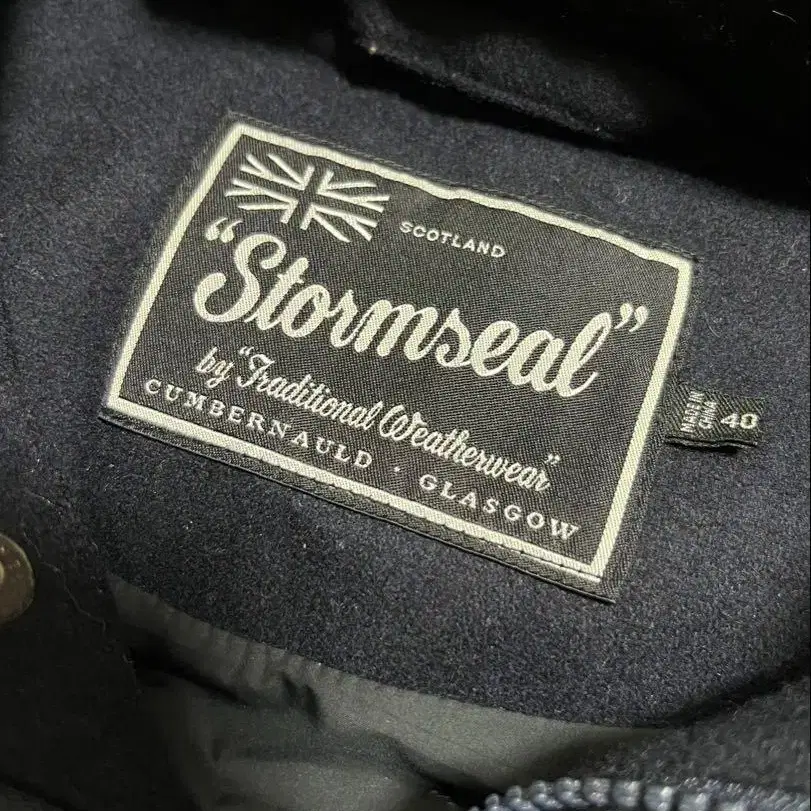 SCOTLAND
"Stormseal"
by "Traditional Weatherwear"
CUMBERNAULD · GLASGOW
MADE IN
CHINA
40